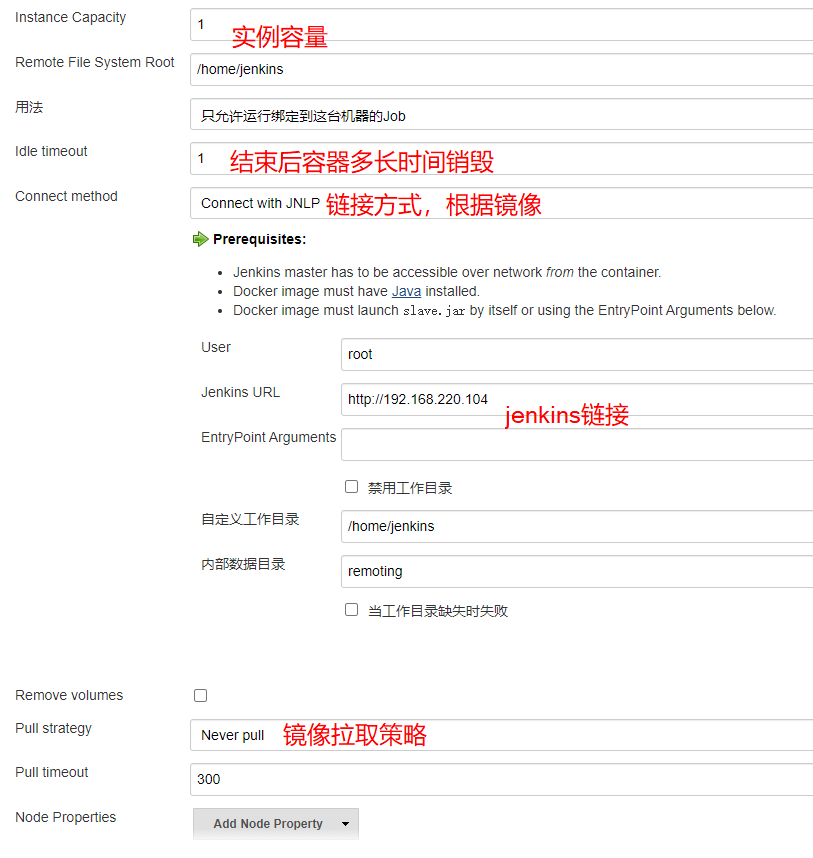 Instance Capacity
1
实例容量
Remote File System Root
/home/jenkins
用法
只允许运行绑定到这台机器的Job
Idle timeout
1
结束后容器多长时间销毁
Connect method
Connect with JNLP 链接方式，根据镜像
Prerequisites:
Jenkins master has to be accessible over network from the container.
Docker image must have Java installed.
Docker image must launch slave.jar by itself or using the EntryPoint Arguments below.
User
root
Jenkins URL
http://192.168.220.104
jenkins链接
EntryPoint Arguments
禁用工作目录
自定义工作目录
/home/jenkins
内部数据目录
remoting
当工作目录缺失时失败
Remove volumes
Pull strategy
Never pull 镜像拉取策略
Pull timeout
300
Node Properties
Add Node Property